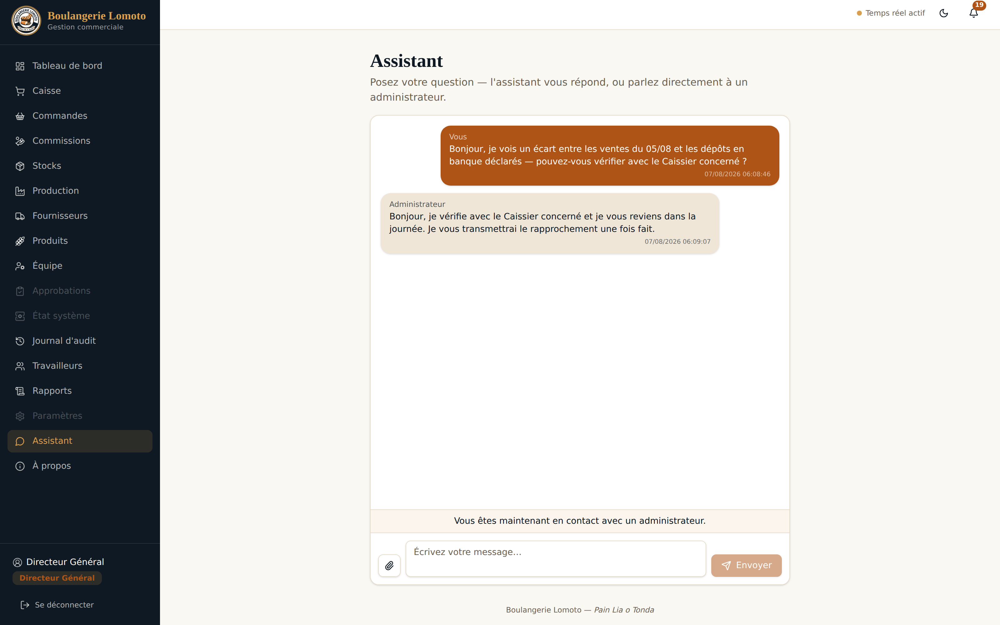 BOULANGERIE LOMOTO
Pain Lia o Tonda
Boulangerie Lomoto
Gestion commerciale
Tableau de bord
Caisse
Commandes
Commissions
Stocks
Production
Fournisseurs
Produits
Équipe
Approbations
État système
Journal d'audit
Travailleurs
Rapports
Paramètres
Assistant
À propos
Directeur Général
Directeur Général
Se déconnecter
Temps réel actif
19
Assistant
Posez votre question — l'assistant vous répond, ou parlez directement à un
administrateur.
Vous
Bonjour, je vois un écart entre les ventes du 05/08 et les dépôts en
banque déclarés — pouvez-vous vérifier avec le Caissier concerné ?
07/08/2026 06:08:46
Administrateur
Bonjour, je vérifie avec le Caissier concerné et je vous reviens dans la
journée. Je vous transmettrai le rapprochement une fois fait.
07/08/2026 06:09:07
Vous êtes maintenant en contact avec un administrateur.
Écrivez votre message...
Envoyer
Boulangerie Lomoto — Pain Lia o Tonda